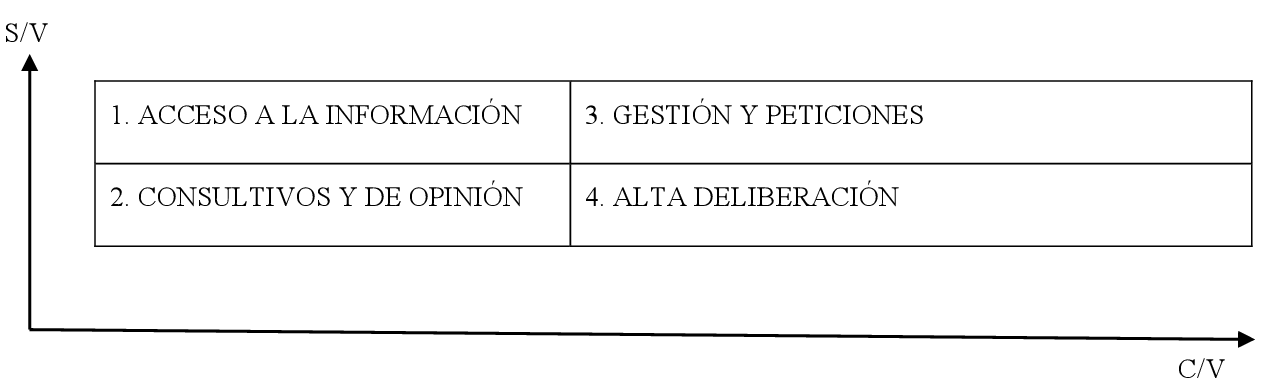 S/V
1. ACCESO A LA INFORMACIÓN
3. GESTIÓN Y PETICIONES
2. CONSULTIVOS Y DE OPINIÓN
4. ALTA DELIBERACIÓN
C/V